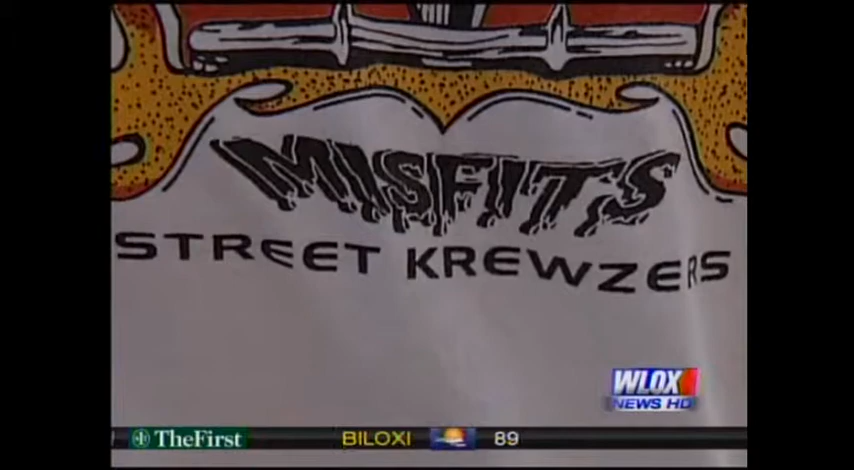 MISFITS
STREET KREWZERS
WLOX
NEWS HD
TheFirst BILOXI 89